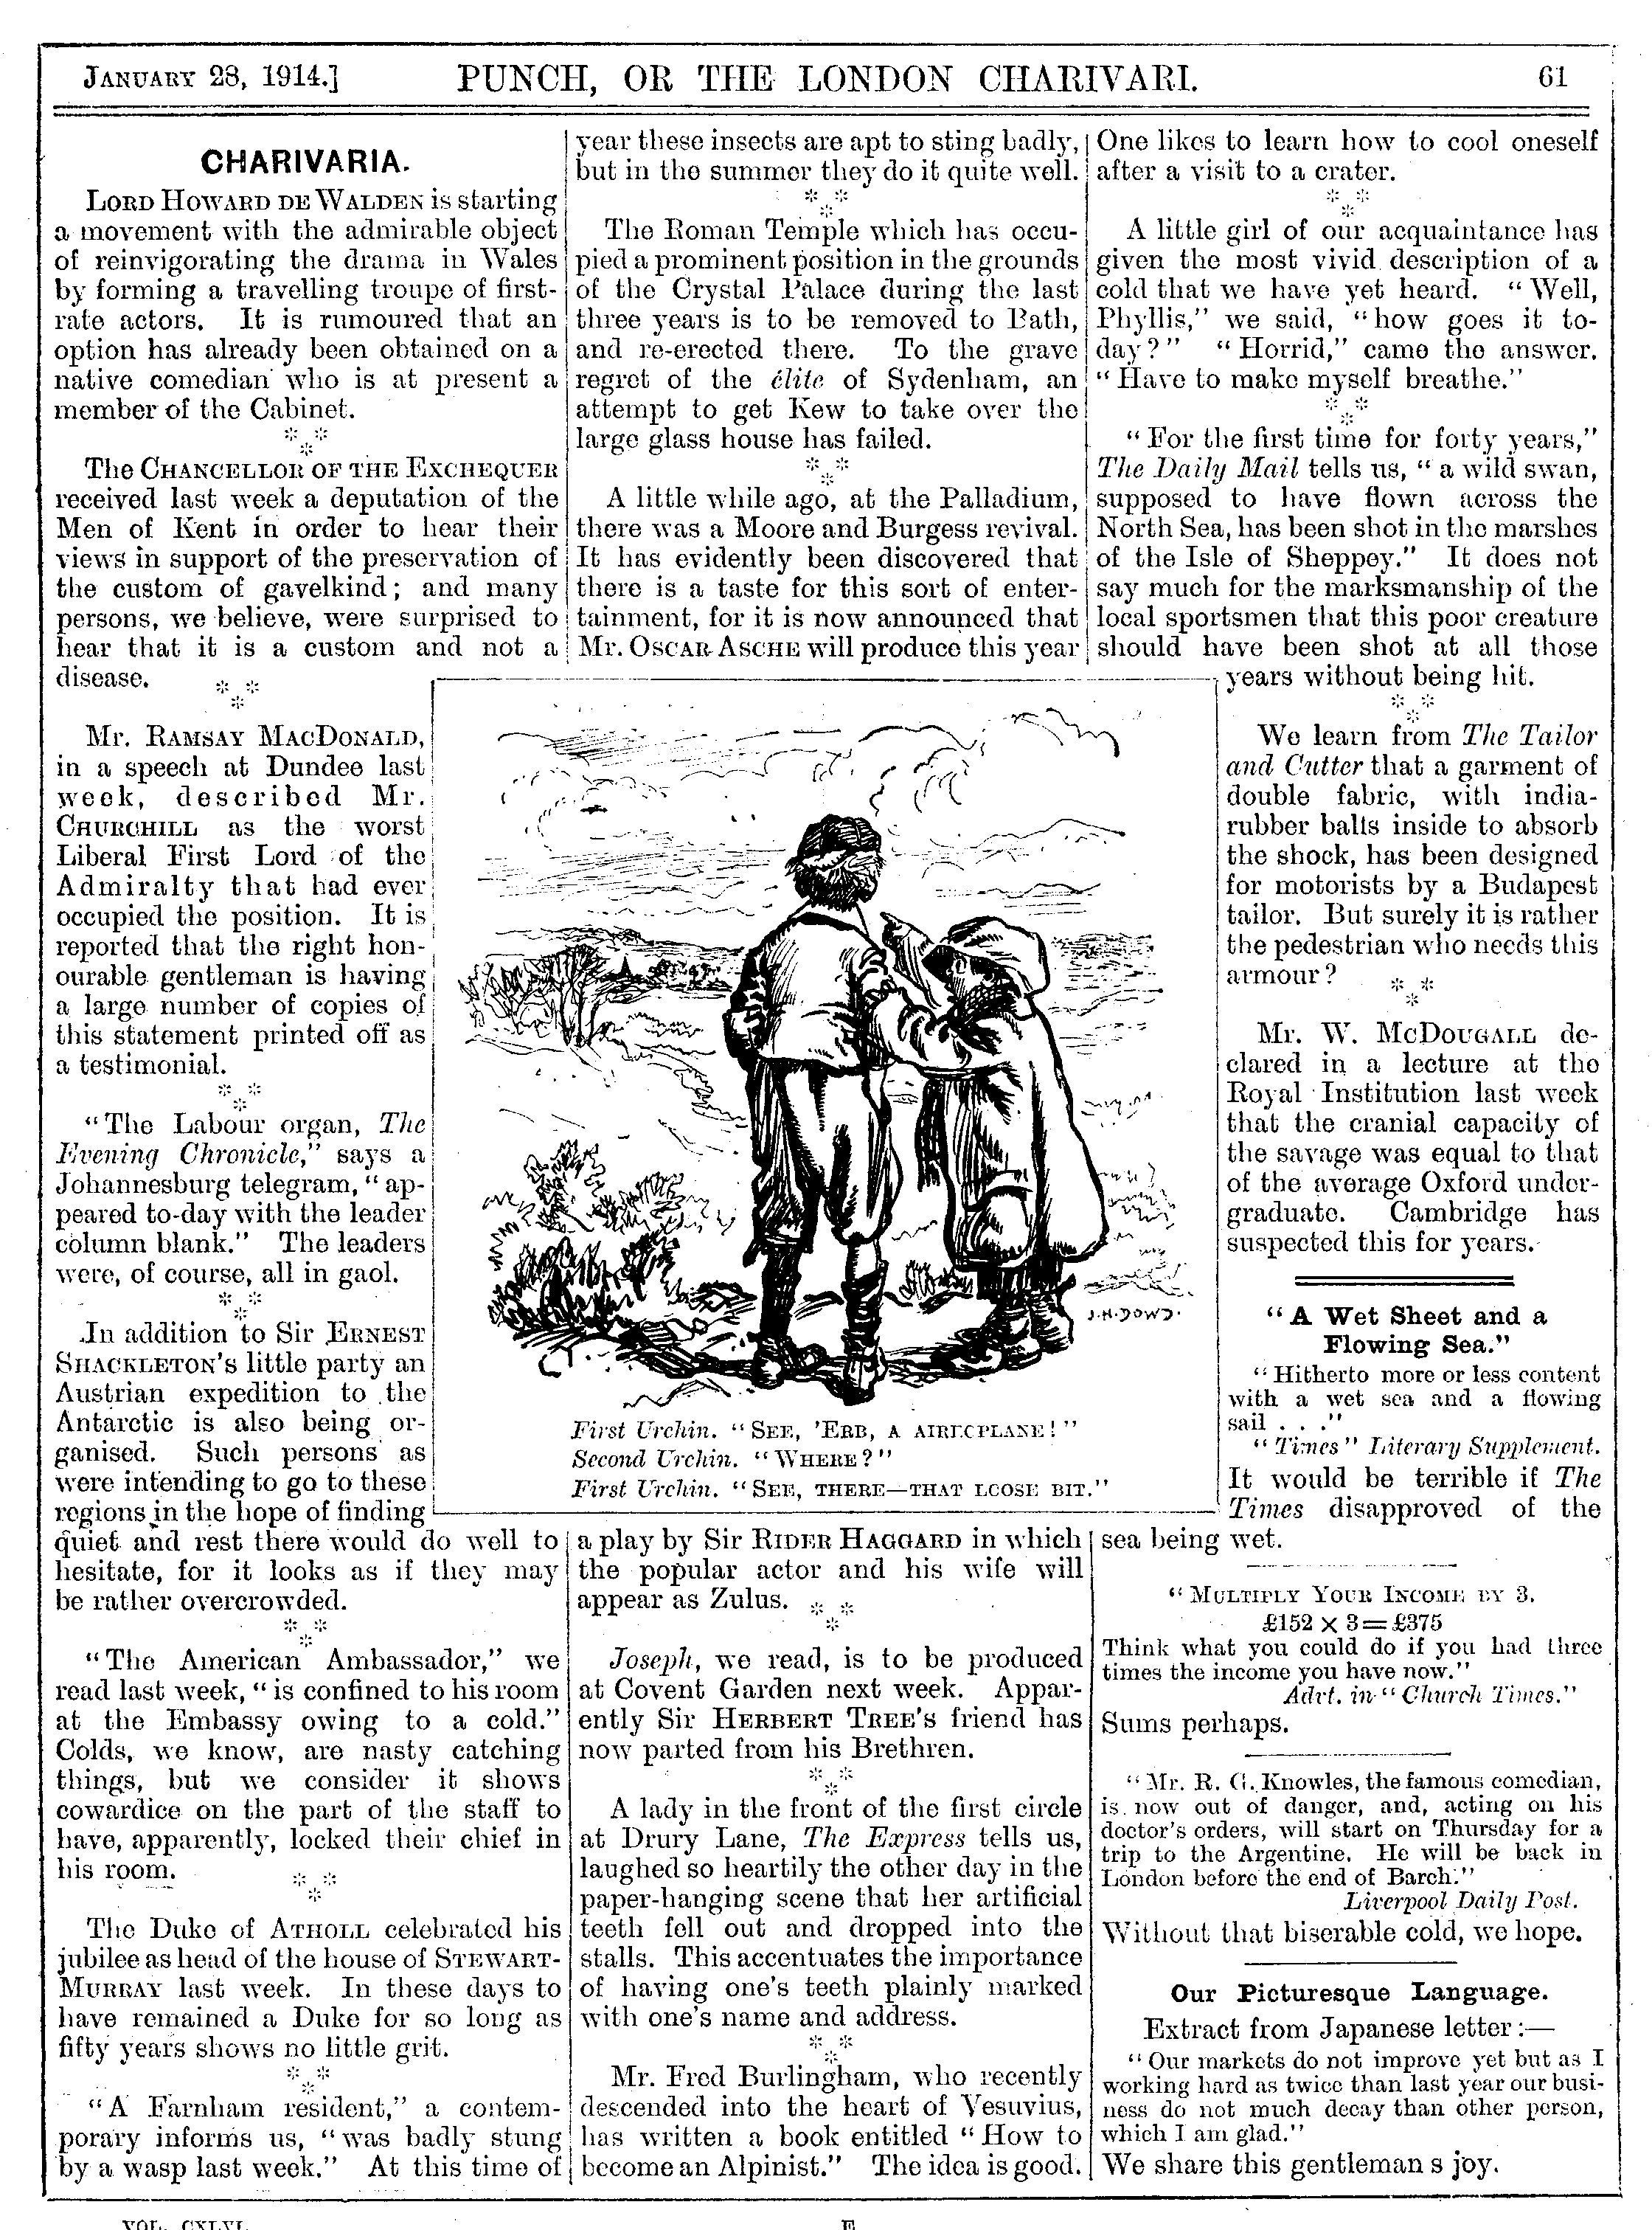 JANUARY 28, 1914.] PUNCH, OR THE LONDON CHARIVARI. 61
CHARIVARIA.
LORD HOWARD DE WALDEN is starting
a movement with the admirable object
of reinvigorating the drama in Wales
by forming a travelling troupe of first-
rate actors. It is rumoured that an
option has already been obtained on a
native comedian who is at present a
member of the Cabinet.
* *
*
The CHANCELLOR OF THE EXCHEQUER
received last week a deputation of the
Men of Kent in order to hear their
views in support of the preservation of
the custom of gavelkind; and many
persons, we believe, were surprised to
hear that it is a custom and not a
disease.
* *
*
Mr. RAMSAY MACDONALD,
in a speech at Dundee last
week, described Mr.
CHURCHILL as the worst
Liberal First Lord of the
Admiralty that had ever
occupied the position. It is
reported that the right hon-
ourable gentleman is having
a large number of copies of
this statement printed off as
a testimonial.
* *
*
"The Labour organ, The
Evening Chronicle," says a
Johannesburg telegram, "ap-
peared to-day with the leader
column blank." The leaders
were, of course, all in gaol.
* *
*
In addition to Sir ERNEST
SHACKLETON'S little party an
Austrian expedition to the
Antarctic is also being or-
ganised. Such persons as
were intending to go to these
regions in the hope of finding
quiet and rest there would do well to
hesitate, for it looks as if they may
be rather overcrowded.
* *
*
"The American Ambassador," we
read last week, "is confined to his room
at the Embassy owing to a cold."
Colds, we know, are nasty catching
things, but we consider it shows
cowardice on the part of the staff to
have, apparently, locked their chief in
his room.
* *
*
The Duke of ATHOLL celebrated his
jubilee as head of the house of STEWART-
MURRAY last week. In these days to
have remained a Duke for so long as
fifty years shows no little grit.
* *
*
"A Farnham resident," a contem-
porary informs us, "was badly stung
by a wasp last week." At this time of
year these insects are apt to sting badly,
but in the summer they do it quite well.
* *
*
The Roman Temple which has occu-
pied a prominent position in the grounds
of the Crystal Palace during the last
three years is to be removed to Bath,
and re-erected there. To the grave
regret of the élite of Sydenham, an
attempt to get Kew to take over the
large glass house has failed.
* *
*
A little while ago, at the Palladium,
there was a Moore and Burgess revival.
It has evidently been discovered that
there is a taste for this sort of enter-
tainment, for it is now announced that
Mr. OSCAR ASCHE will produce this year
J.H.DOWD.
First Urchin. "SEE, 'ERB, A AIREOPLANE!"
Second Urchin. "WHERE?"
First Urchin. "SEE, THERE—THAT LOOSE BIT."
a play by Sir RIDER HAGGARD in which
the popular actor and his wife will
appear as Zulus.
* *
*
Joseph, we read, is to be produced
at Covent Garden next week. Appar-
ently Sir HERBERT TREE'S friend has
now parted from his Brethren.
* *
*
A lady in the front of the first circle
at Drury Lane, The Express tells us,
laughed so heartily the other day in the
paper-hanging scene that her artificial
teeth fell out and dropped into the
stalls. This accentuates the importance
of having one's teeth plainly marked
with one's name and address.
* *
*
Mr. Fred Burlingham, who recently
descended into the heart of Vesuvius,
has written a book entitled "How to
become an Alpinist." The idea is good.
One likes to learn how to cool oneself
after a visit to a crater.
* *
*
A little girl of our acquaintance has
given the most vivid description of a
cold that we have yet heard. "Well,
Phyllis," we said, "how goes it to-
day?" "Horrid," came the answer.
"Have to make myself breathe."
* *
*
"For the first time for forty years,"
The Daily Mail tells us, "a wild swan,
supposed to have flown across the
North Sea, has been shot in the marshes
of the Isle of Sheppey." It does not
say much for the marksmanship of the
local sportsmen that this poor creature
should have been shot at all those
years without being hit.
* *
*
We learn from The Tailor
and Cutter that a garment of
double fabric, with india-
rubber balls inside to absorb
the shock, has been designed
for motorists by a Budapest
tailor. But surely it is rather
the pedestrian who needs this
armour?
* *
*
Mr. W. MCDOUGALL de-
clared in a lecture at the
Royal Institution last week
that the cranial capacity of
the savage was equal to that
of the average Oxford under-
graduate. Cambridge has
suspected this for years.
"A Wet Sheet and a
Flowing Sea."
"Hitherto more or less content
with a wet sea and a flowing
sail . . ."
"Times" Literary Supplement.
It would be terrible if The
Times disapproved of the
sea being wet.
"MULTIPLY YOUR INCOME BY 3.
£152 × 3 = £375
Think what you could do if you had three
times the income you have now."
Advt. in "Church Times."
Sums perhaps.
"Mr. R. G. Knowles, the famous comedian,
is now out of danger, and, acting on his
doctor's orders, will start on Thursday for a
trip to the Argentine. He will be back in
London before the end of Barch."
Liverpool Daily Post.
Without that biserable cold, we hope.
Our Picturesque Language.
Extract from Japanese letter:—
"Our markets do not improve yet but as I
working hard as twice than last year our busi-
ness do not much decay than other person,
which I am glad."
We share this gentleman s joy.
VOL. CXLVI. E